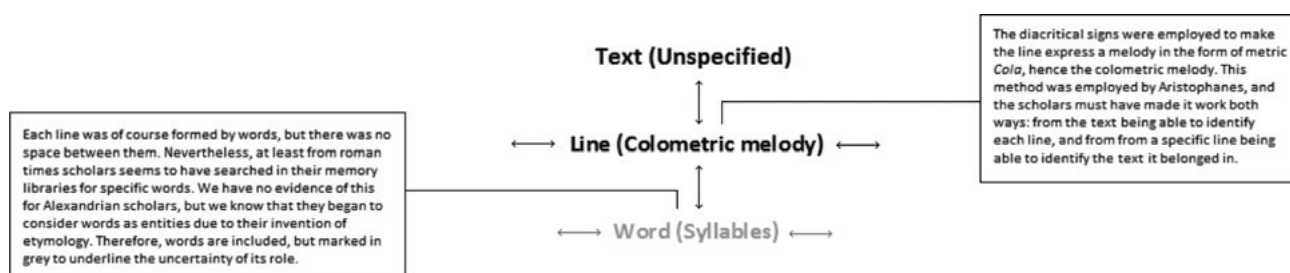 Text (Unspecified)
The diacritical signs were employed to make
the line express a melody in the form of metric
Cola, hence the colometric melody. This
method was employed by Aristophanes, and
the scholars must have made it work both
ways: from the text being able to identify
each line, and from from a specific line being
able to identify the text it belonged in.
Line (Colometric melody)
Each line was of course formed by words, but there was no
space between them. Nevertheless, at least from roman
times scholars seems to have searched in their memory
libraries for specific words. We have no evidence of this
for Alexandrian scholars, but we know that they began to
consider words as entities due to their invention of
etymology. Therefore, words are included, but marked in
grey to underline the uncertainty of its role.
Word (Syllables)